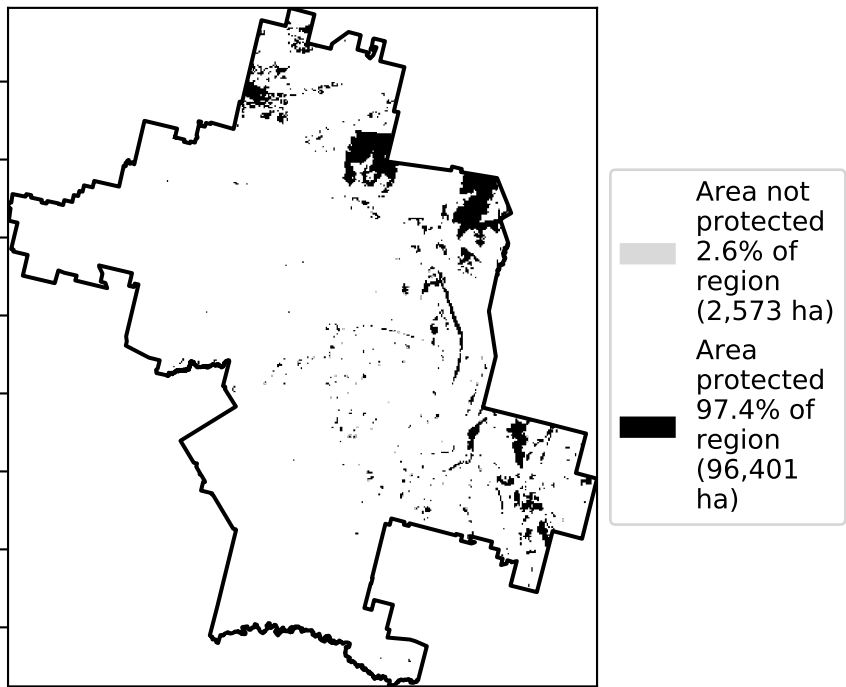 Area not
protected
2.6% of
region
(2,573 ha)
Area
protected
97.4% of
region
(96,401
ha)